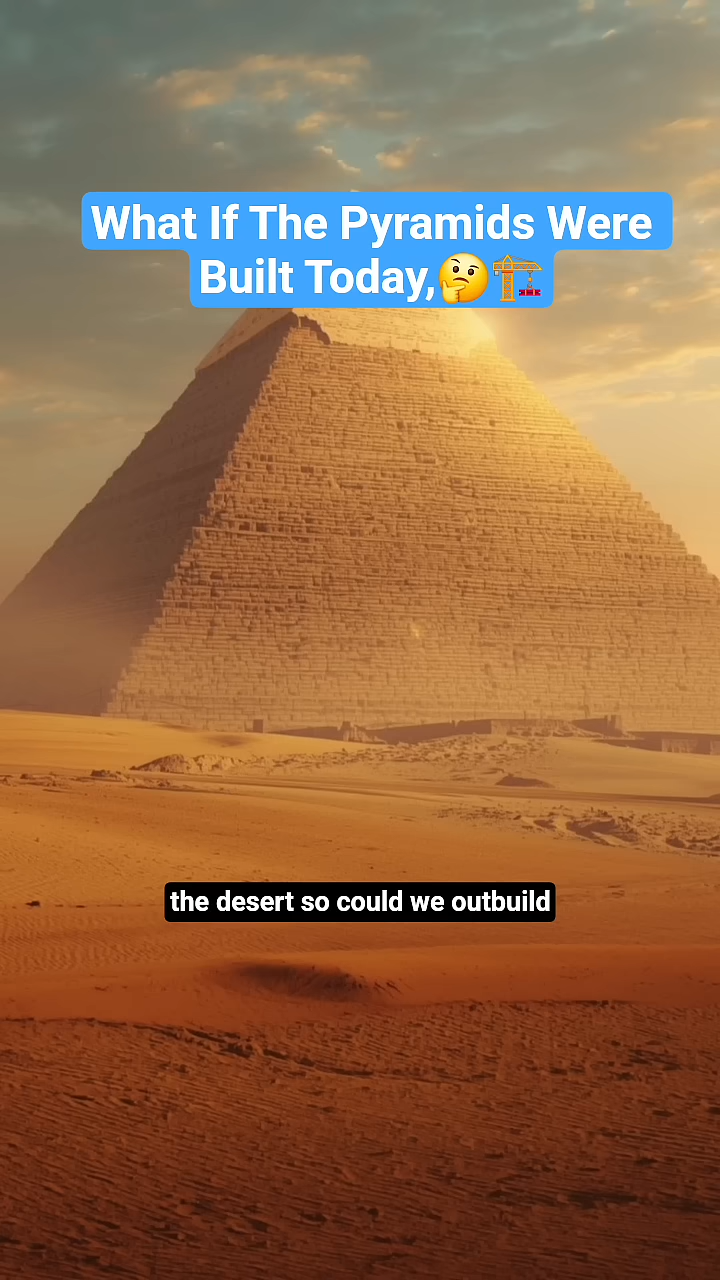 What If The Pyramids Were
Built Today,🤔🏗️
the desert so could we outbuild